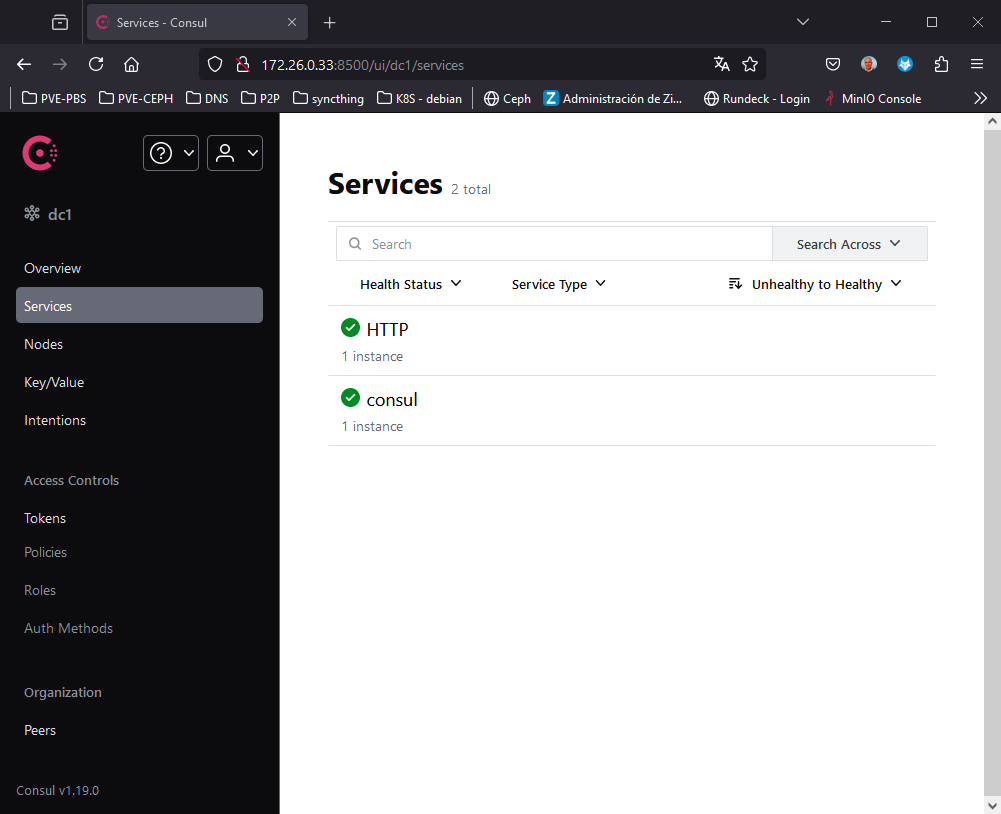 Services - Consul
172.26.0.33:8500/ui/dc1/services
PVE-PBS PVE-CEPH DNS P2P syncthing K8S - debian Ceph Z Administración de Zi... Rundeck - Login MinIO Console
dc1
Overview
Services
Nodes
Key/Value
Intentions
Access Controls
Tokens
Policies
Roles
Auth Methods
Organization
Peers
Consul v1.19.0
Services 2 total
Search Search Across
Health Status Service Type Unhealthy to Healthy
HTTP
1 instance
consul
1 instance